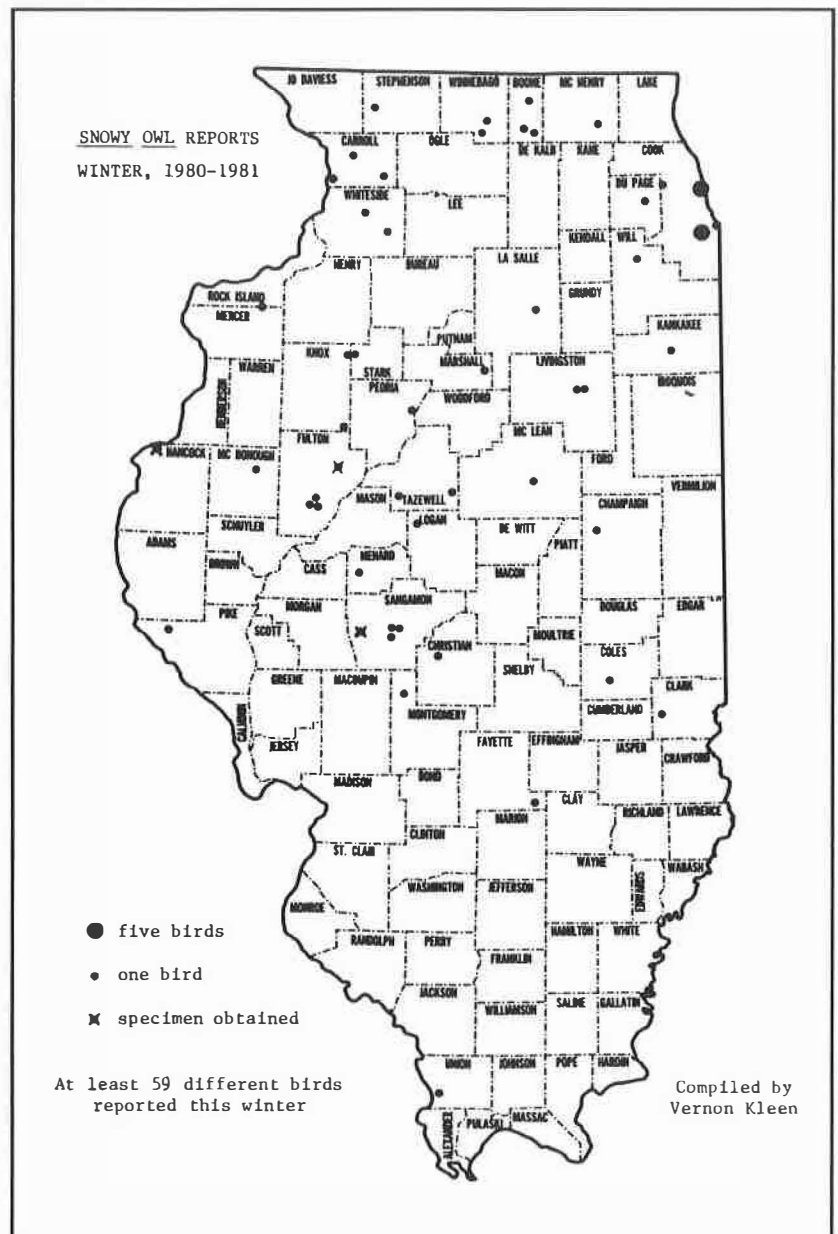 JO DAVIESS
STEPHENSON
WINNEBAGO
BOONE
MC HENRY
LAKE
SNOWY OWL REPORTS
WINTER, 1980-1981
CARROLL
OGLE
DE KALB
KANE
COOK
DU PAGE
WHITESIDE
LEE
KENDALL
WILL
LA SALLE
HENRY
BUREAU
GRUNDY
ROCK ISLAND
MERCER
PUTNAM
KANKAKEE
KNOX
STARK
MARSHALL
LIVINGSTON
WARREN
HENDERSON
PEORIA
WOODFORD
IROQUOIS
FULTON
MC LEAN
HANCOCK
MC DONOUGH
FORD
VERMILION
MASON
TAZEWELL
CHAMPAIGN
SCHUYLER
LOGAN
DE WITT
ADAMS
PIATT
BROWN
CASS
MENARD
MACON
PIKE
MORGAN
SANGAMON
DOUGLAS
EDGAR
SCOTT
CHRISTIAN
MOULTRIE
COLES
GREENE
MACOUPIN
SHELBY
CLARK
CALHOUN
MONTGOMERY
CUMBERLAND
JERSEY
FAYETTE
EFFINGHAM
JASPER
CRAWFORD
MADISON
BOND
CLAY
MARION
RICHLAND
LAWRENCE
CLINTON
ST. CLAIR
WAYNE
WABASH
WASHINGTON
JEFFERSON
EDWARDS
MONROE
five birds
RANDOLPH
PERRY
HAMILTON
WHITE
FRANKLIN
one bird
JACKSON
WILLIAMSON
SALINE
GALLATIN
specimen obtained
UNION
JOHNSON
POPE
HARDIN
At least 59 different birds
reported this winter
Compiled by
Vernon Kleen
ALEXANDER
PULASKI
MASSAC